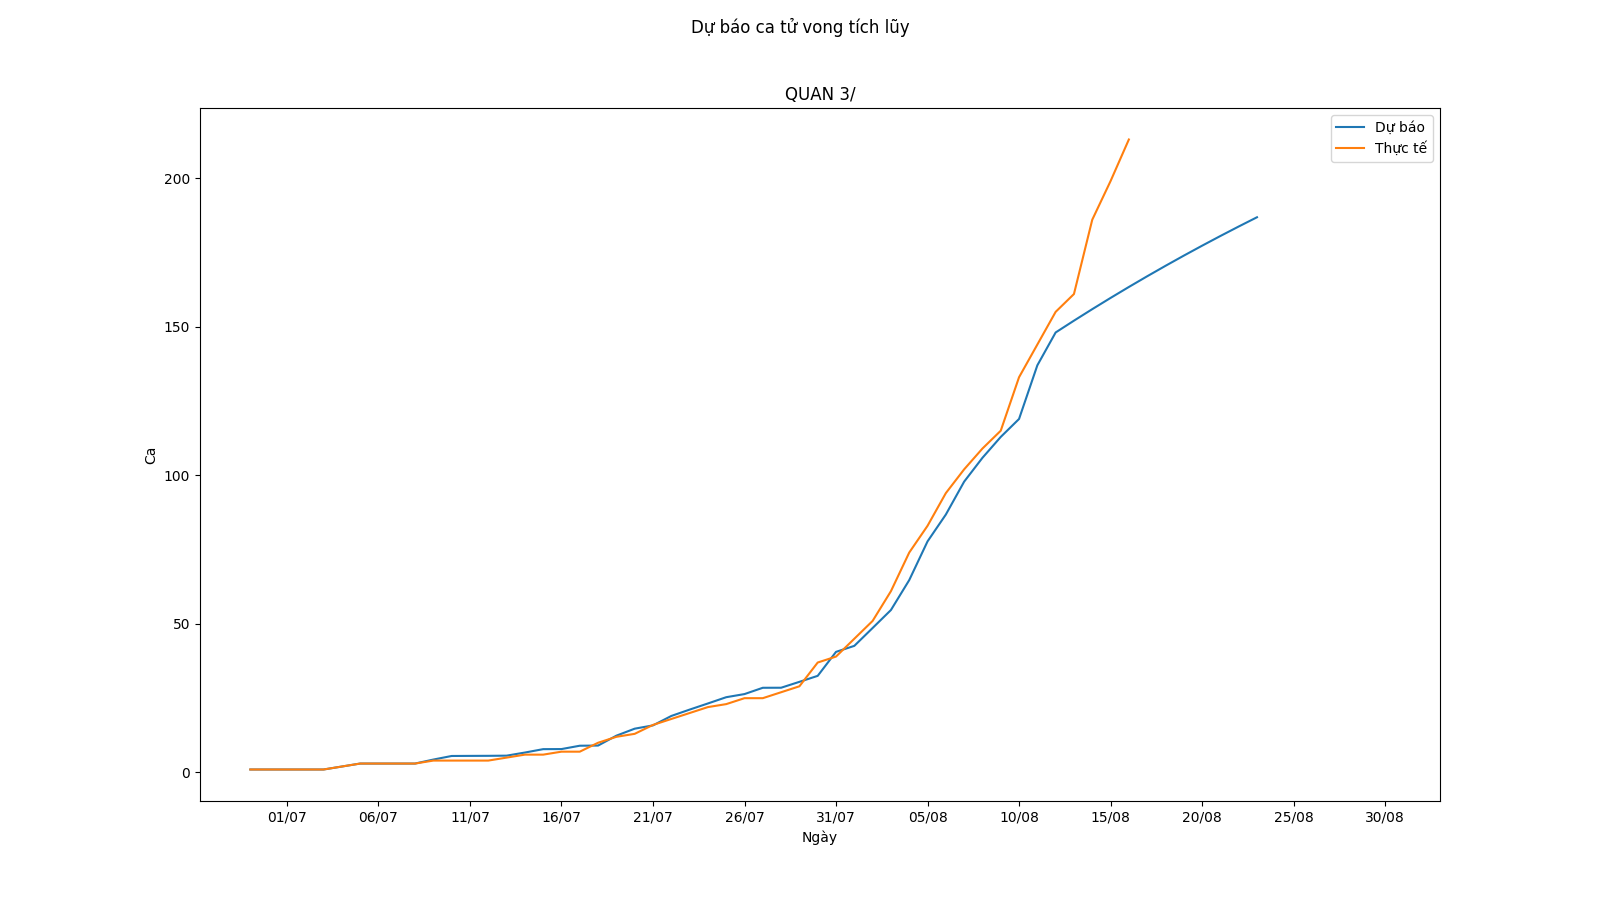 Dự báo ca tử vong tích lũy
QUAN 3/
Dự báo
Thực tế
Ca
200
150
100
50
0
01/07 06/07 11/07 16/07 21/07 26/07 31/07 05/08 10/08 15/08 20/08 25/08 30/08
Ngày